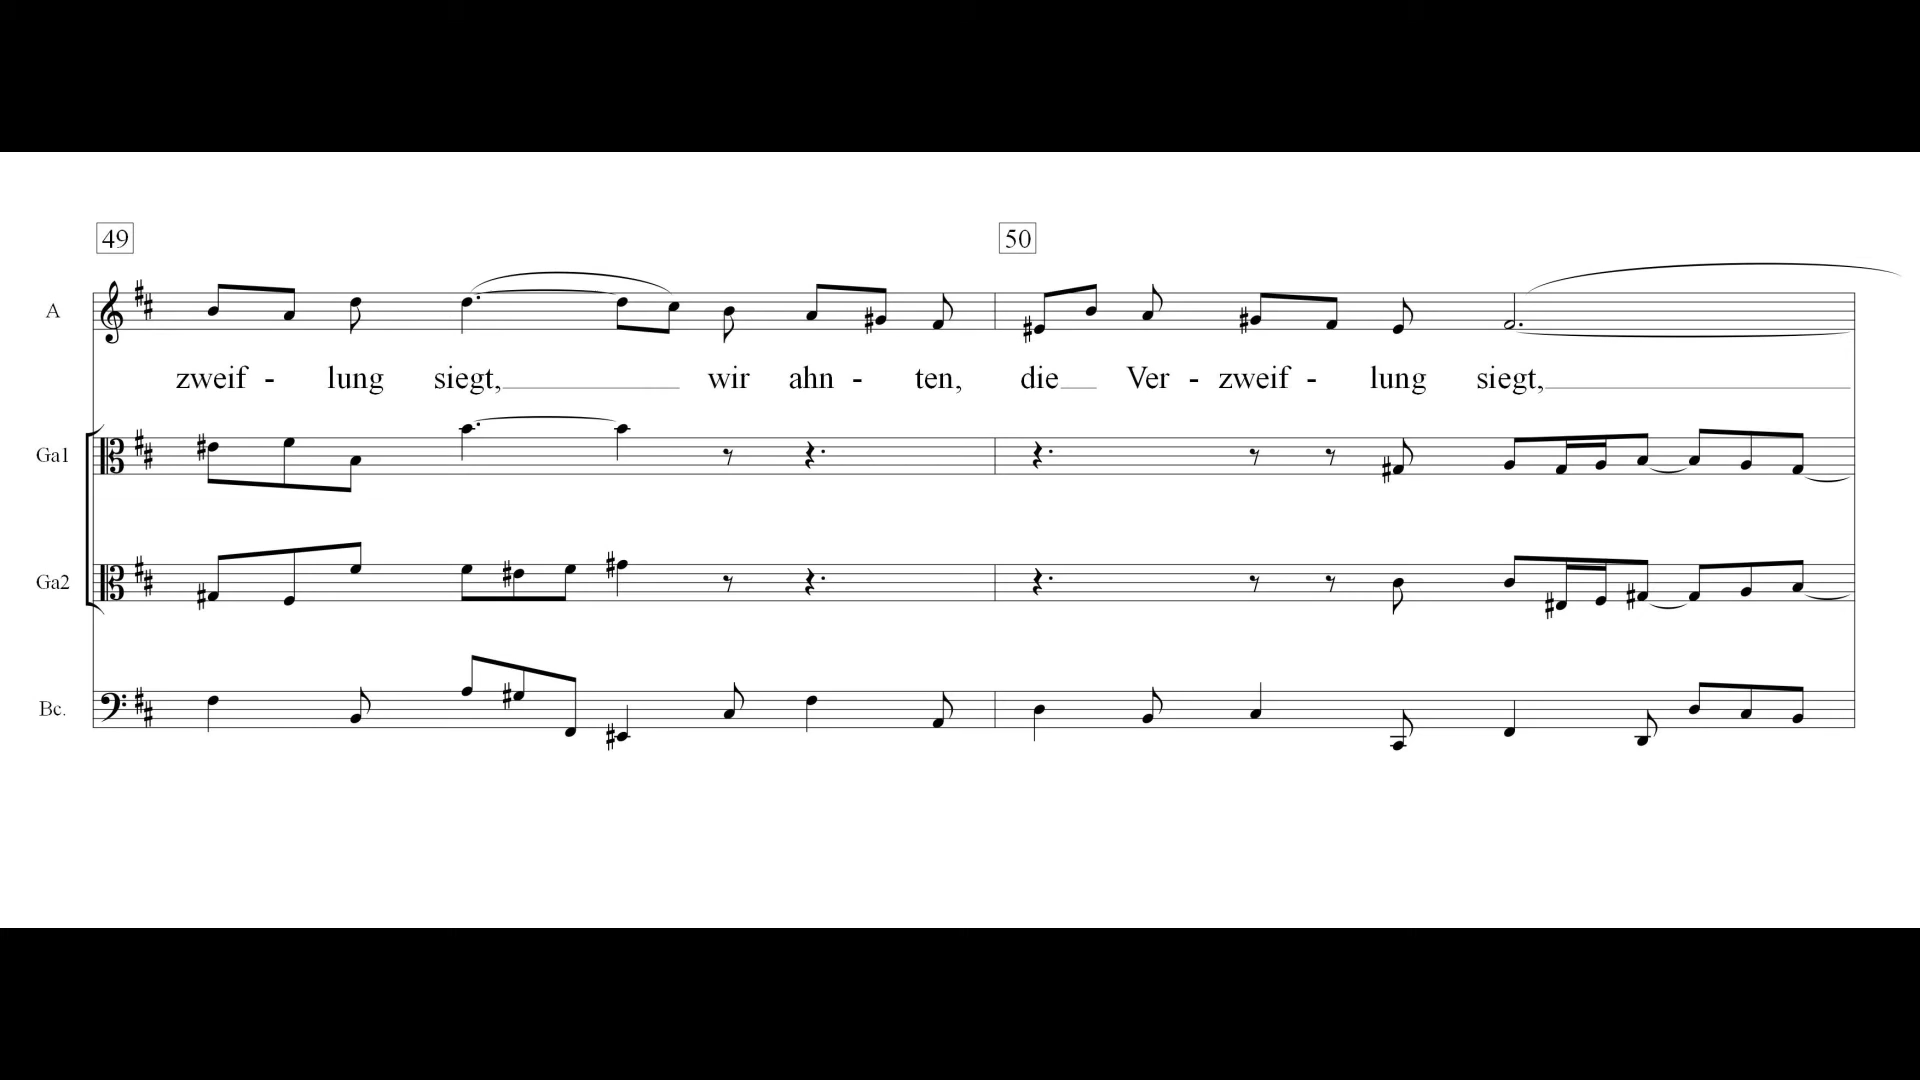 49 50
A
zweif - lung siegt, wir ahn - ten, die Ver - zweif - lung siegt,
Ga1
Ga2
Bc.